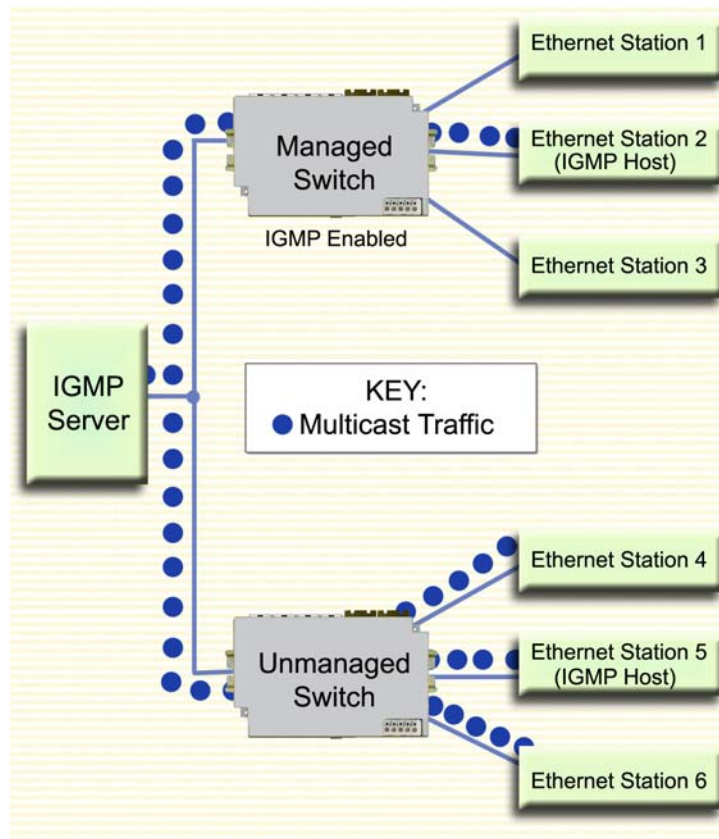 Ethernet Station 1
Managed
Switch
Ethernet Station 2
(IGMP Host)
IGMP Enabled
Ethernet Station 3
IGMP
Server
KEY:
Multicast Traffic
Ethernet Station 4
Unmanaged
Switch
Ethernet Station 5
(IGMP Host)
Ethernet Station 6